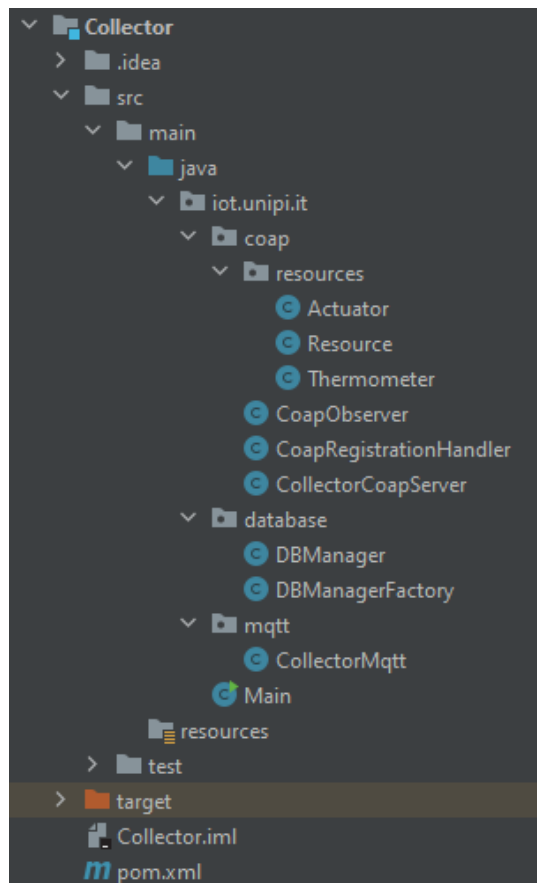 Collector
.idea
src
main
java
iot.unipi.it
coap
resources
Actuator
Resource
Thermometer
CoapObserver
CoapRegistrationHandler
CollectorCoapServer
database
DBManager
DBManagerFactory
mqtt
CollectorMqtt
Main
resources
test
target
Collector.iml
pom.xml